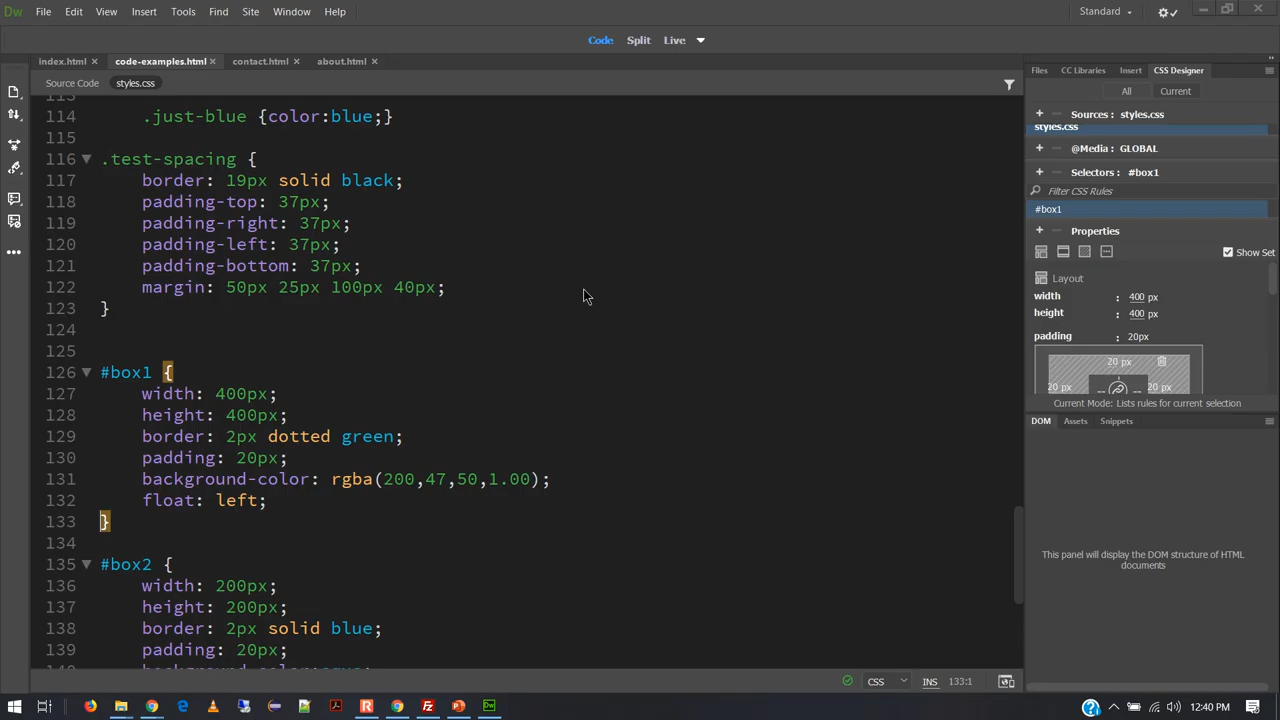 Dw File Edit View Insert Tools Find Site Window Help Standard
Code Split Live
index.html code-examples.html contact.html about.html
Source Code styles.css
114 .just-blue {color:blue;}
115
116 .test-spacing {
117 border: 19px solid black;
118 padding-top: 37px;
119 padding-right: 37px;
120 padding-left: 37px;
121 padding-bottom: 37px;
122 margin: 50px 25px 100px 40px;
123 }
124
125
126 #box1 {
127 width: 400px;
128 height: 400px;
129 border: 2px dotted green;
130 padding: 20px;
131 background-color: rgba(200,47,50,1.00);
132 float: left;
133 }
134
135 #box2 {
136 width: 200px;
137 height: 200px;
138 border: 2px solid blue;
139 padding: 20px;
CSS INS 133:1
Files CC Libraries Insert CSS Designer
All Current
Sources : styles.css
styles.css
@Media : GLOBAL
Selectors : #box1
Filter CSS Rules
#box1
Properties
Show Set
Layout
width : 400 px
height : 400 px
padding : 20px
20 px
20 px 20 px
Current Mode: Lists rules for current selection
DOM Assets Snippets
This panel will display the DOM structure of HTML
documents
12:40 PM